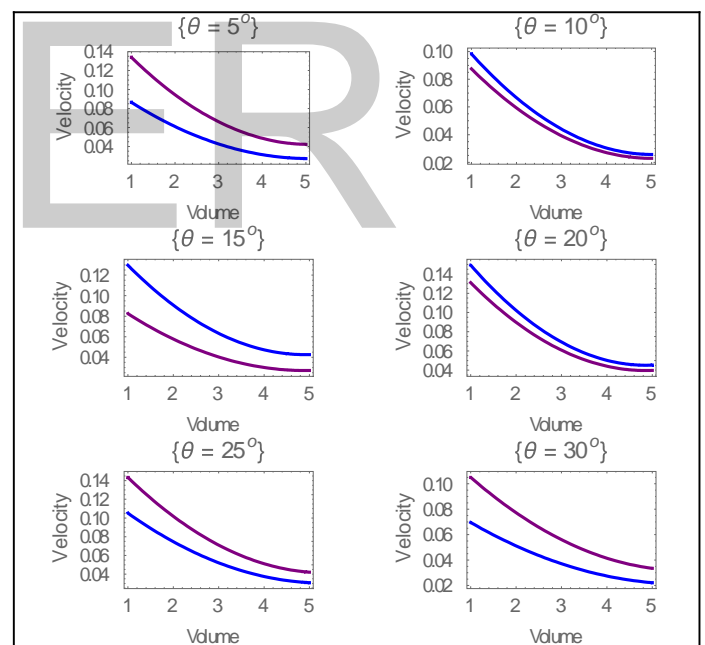 ER
{θ = 5°}
Velocity
0.14
0.12
0.10
0.08
0.06
0.04
1 2 3 4 5
Volume
{θ = 10°}
Velocity
0.10
0.08
0.06
0.04
0.02
1 2 3 4 5
Volume
{θ = 15°}
Velocity
0.12
0.10
0.08
0.06
0.04
1 2 3 4 5
Volume
{θ = 20°}
Velocity
0.14
0.12
0.10
0.08
0.06
0.04
1 2 3 4 5
Volume
{θ = 25°}
Velocity
0.14
0.12
0.10
0.08
0.06
0.04
1 2 3 4 5
Volume
{θ = 30°}
Velocity
0.10
0.08
0.06
0.04
0.02
1 2 3 4 5
Volume